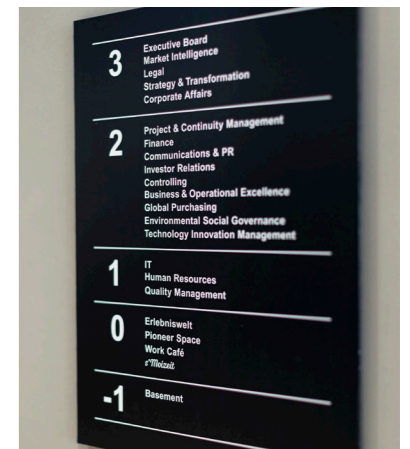 3
Executive Board
Market Intelligence
Legal
Strategy & Transformation
Corporate Affairs
2
Project & Continuity Management
Finance
Communications & PR
Investor Relations
Controlling
Business & Operational Excellence
Global Purchasing
Environmental Social Governance
Technology Innovation Management
1
IT
Human Resources
Quality Management
0
Erlebniswelt
Pioneer Space
Work Café
s'Moizeit
-1
Basement